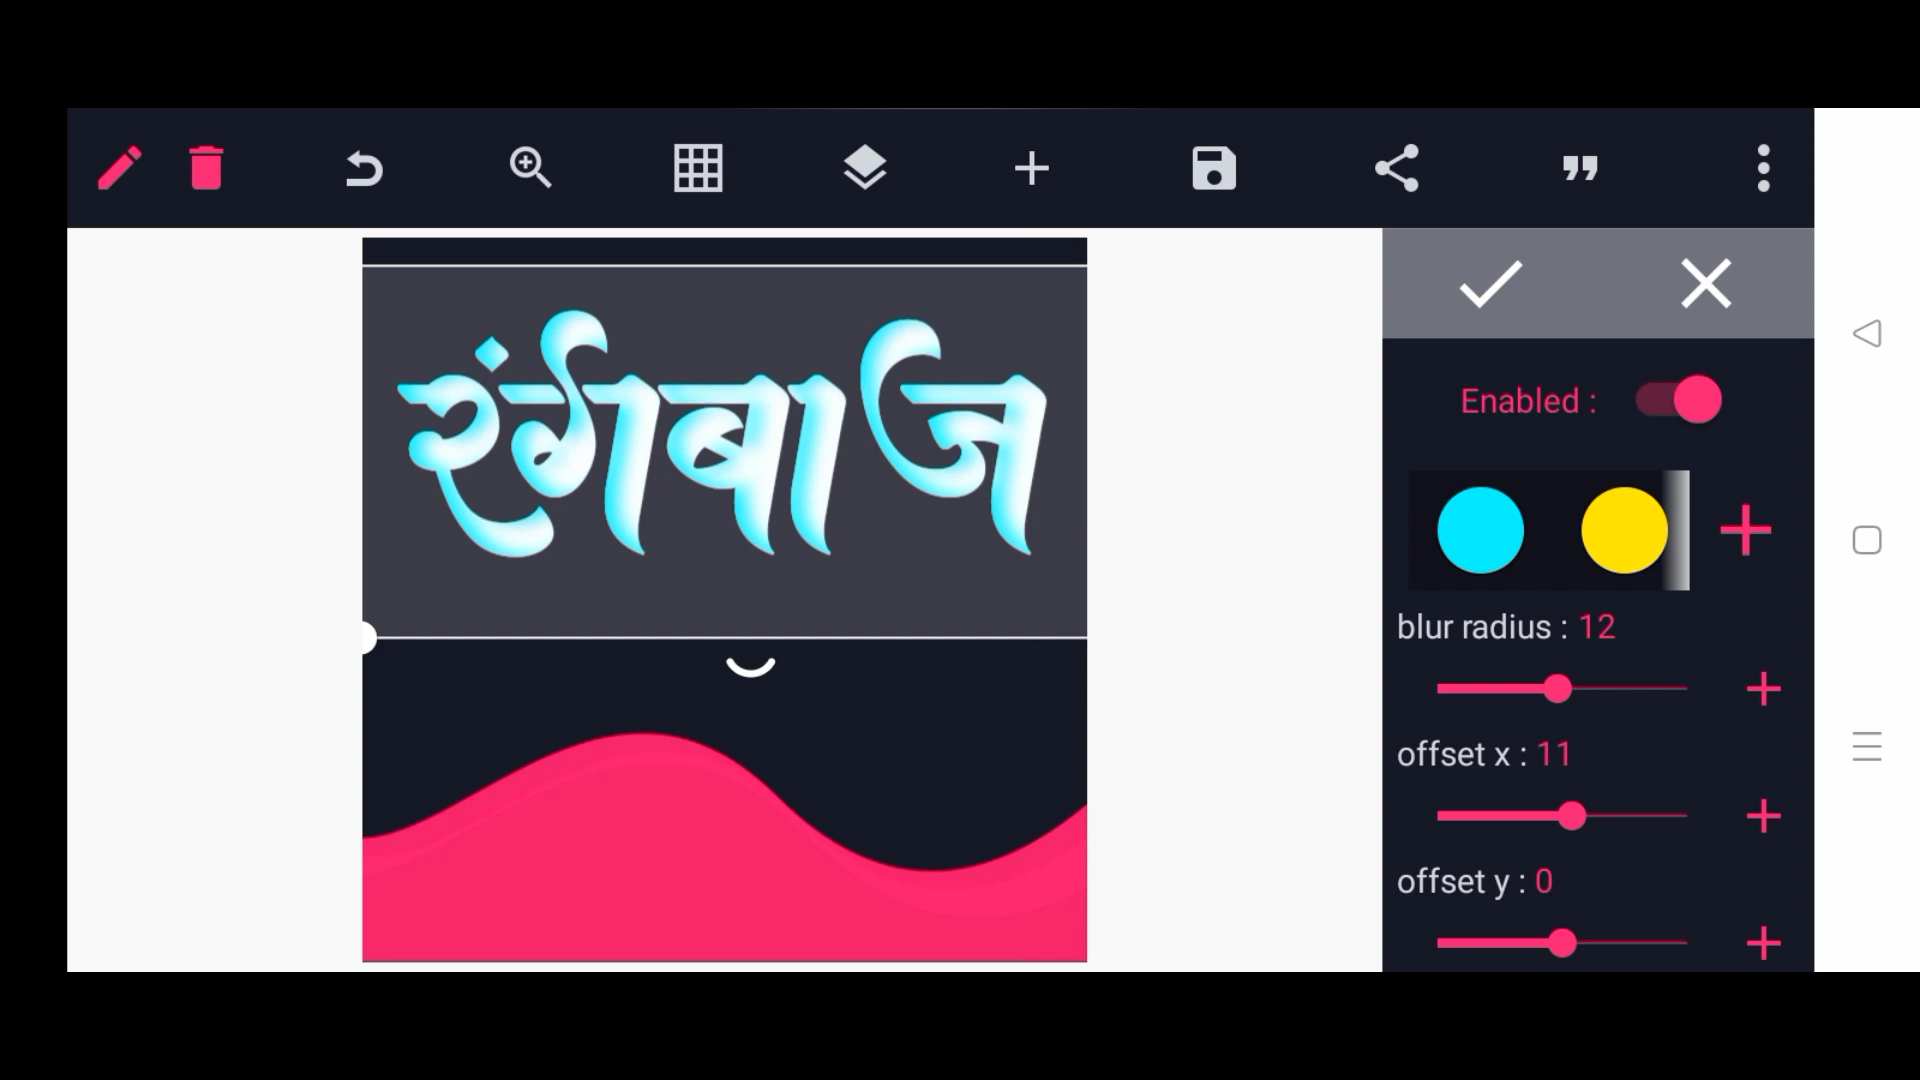 रंगबाज
Enabled :
blur radius : 12
offset x : 11
offset y : 0